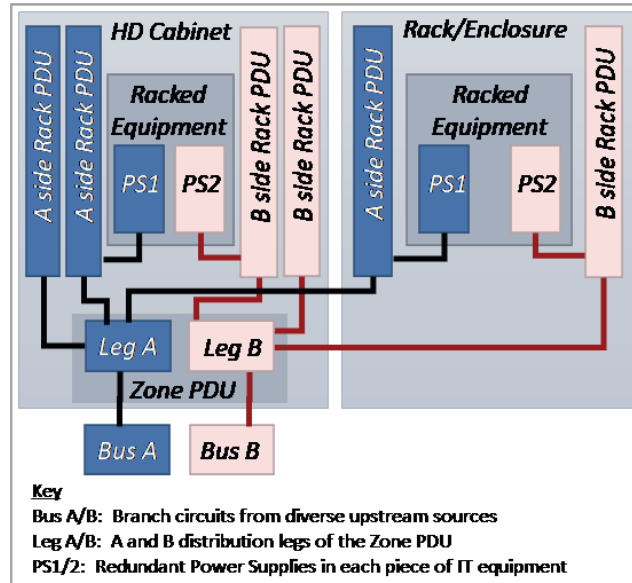 HD Cabinet
Rack/Enclosure
A side Rack PDU
A side Rack PDU
Racked
Equipment
PS1
PS2
B side Rack PDU
B side Rack PDU
A side Rack PDU
Racked
Equipment
PS1
PS2
B side Rack PDU
Leg A
Leg B
Zone PDU
Bus A
Bus B
Key
Bus A/B: Branch circuits from diverse upstream sources
Leg A/B: A and B distribution legs of the Zone PDU
PS1/2: Redundant Power Supplies in each piece of IT equipment